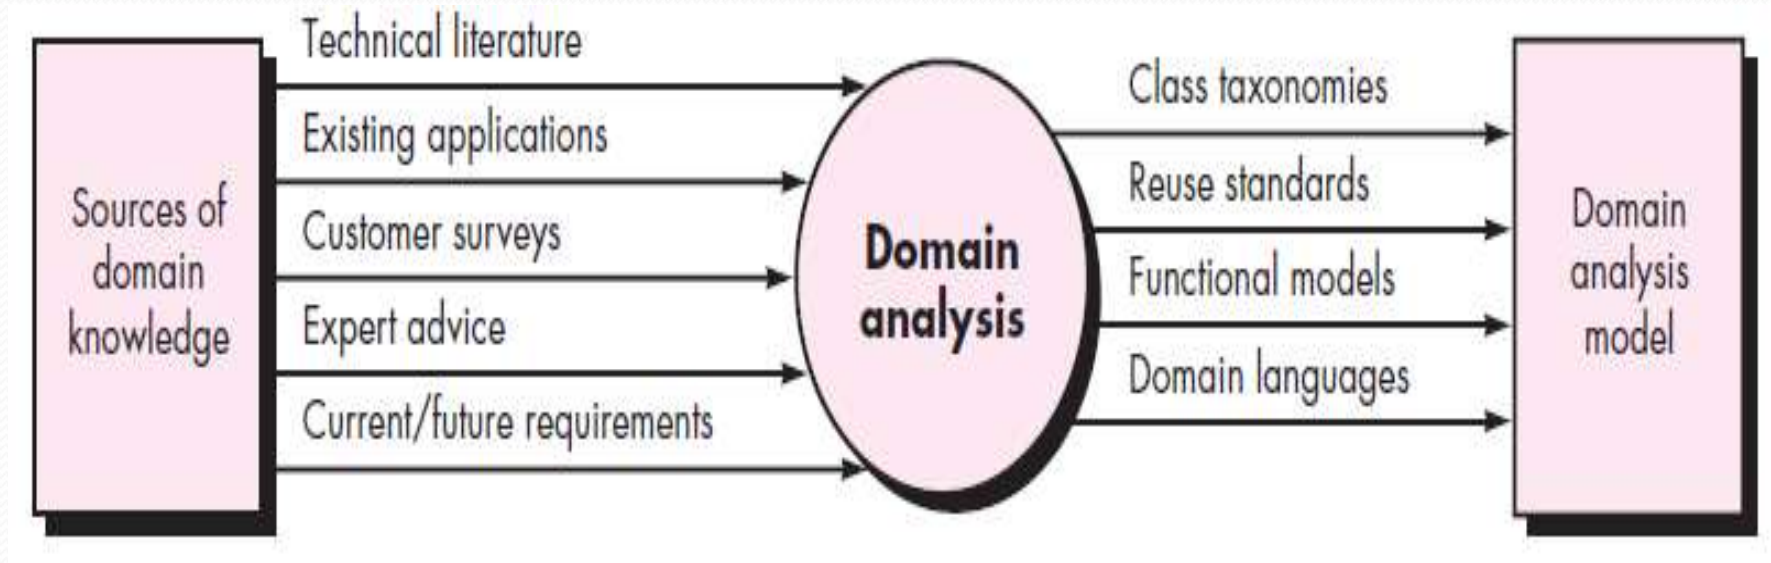 Sources of
domain
knowledge
Technical literature
Existing applications
Customer surveys
Expert advice
Current/future requirements
Domain
analysis
Class taxonomies
Reuse standards
Functional models
Domain languages
Domain
analysis
model